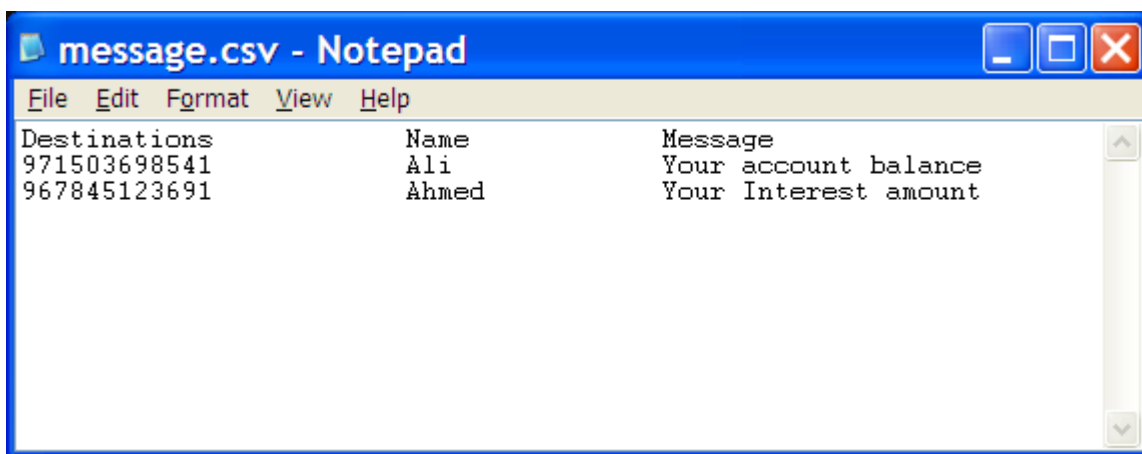 message.csv - Notepad
File Edit Format View Help
Destinations Name Message
971503698541 Ali Your account balance
967845123691 Ahmed Your Interest amount